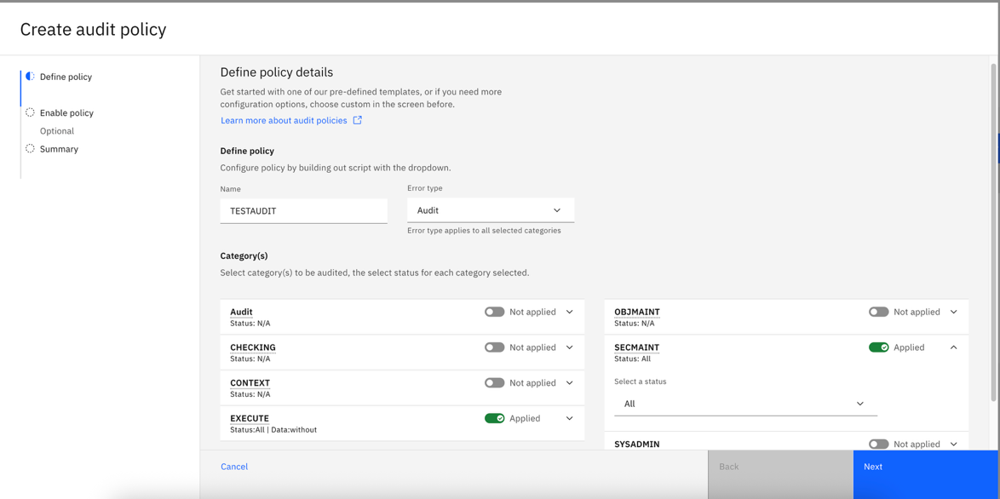 Create audit policy
Define policy
Enable policy
Optional
Summary
Define policy details
Get started with one of our pre-defined templates, or if you need more
configuration options, choose custom in the screen before.
Learn more about audit policies
Define policy
Configure policy by building out script with the dropdown.
Name
TESTAUDIT
Error type
Audit
Error type applies to all selected categories
Category(s)
Select category(s) to be audited, the select status for each category selected.
Audit
Not applied
Status: N/A
CHECKING
Not applied
Status: N/A
CONTEXT
Not applied
Status: N/A
EXECUTE
Applied
Status:All | Data:without
OBJMAINT
Not applied
Status: N/A
SECMAINT
Applied
Status: All
Select a status
All
SYSADMIN
Not applied
Cancel
Back
Next